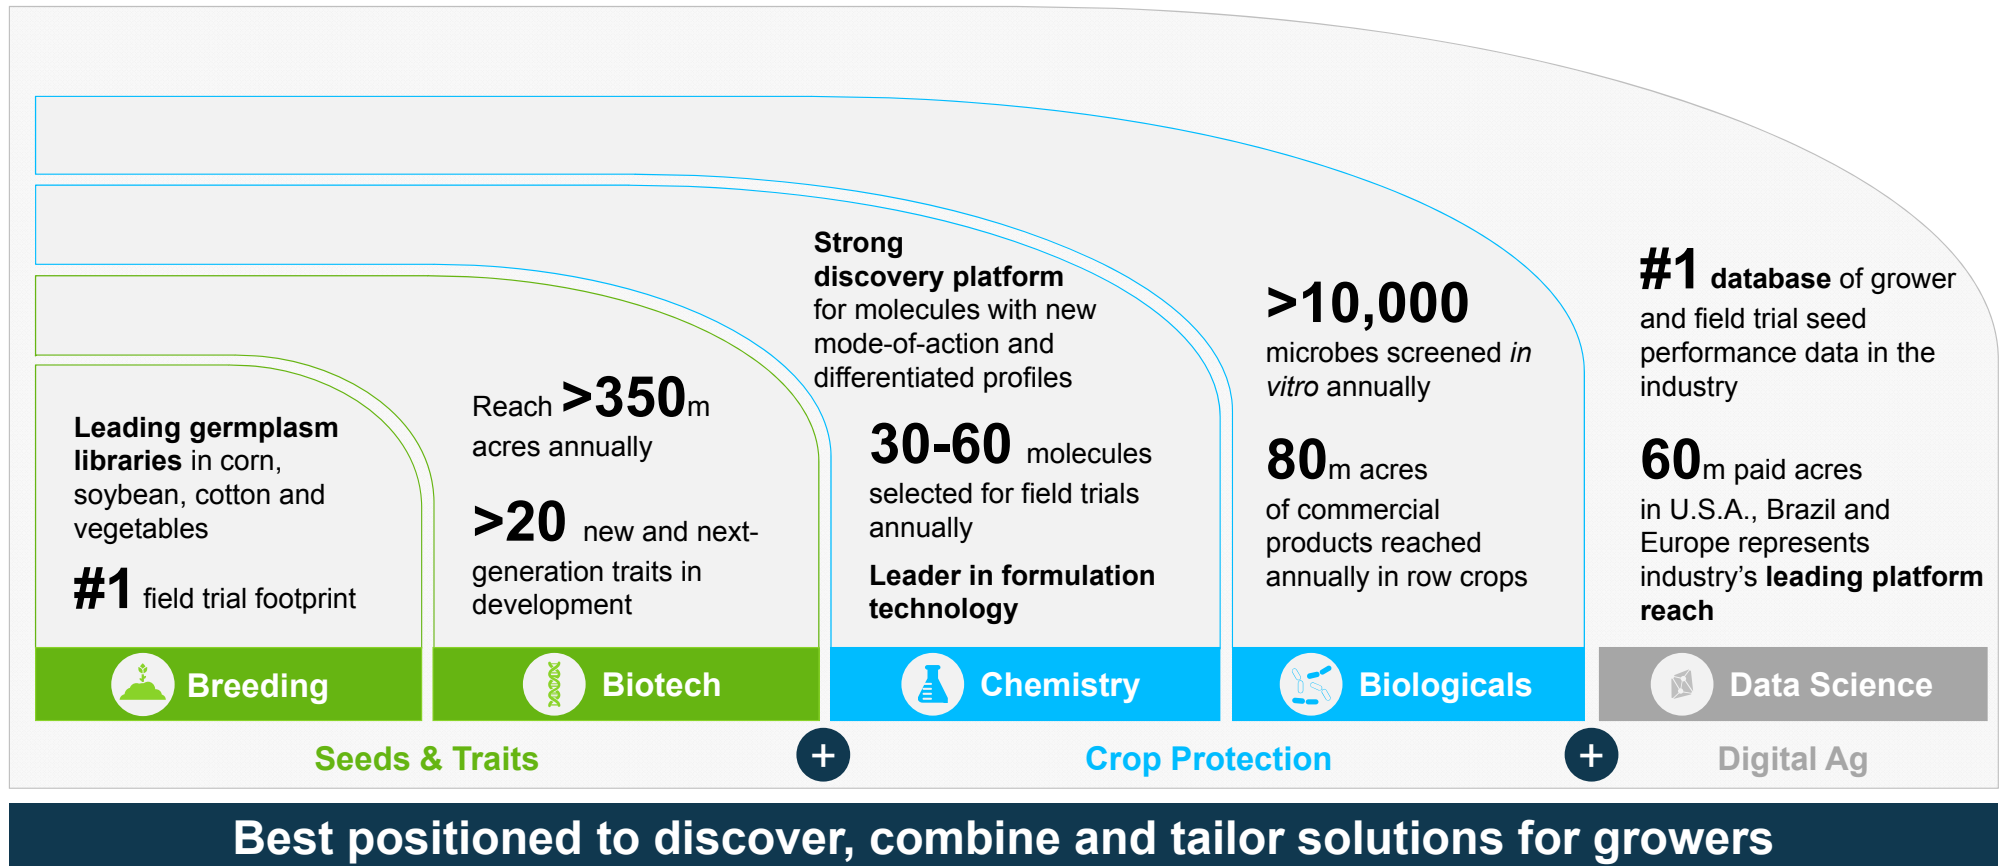 Leading germplasm
libraries in corn,
soybean, cotton and
vegetables
#1 field trial footprint
Breeding
Reach >350m
acres annually
>20 new and next-
generation traits in
development
Biotech
Seeds & Traits
+
Strong
discovery platform
for molecules with new
mode-of-action and
differentiated profiles
30-60 molecules
selected for field trials
annually
Leader in formulation
technology
Chemistry
>10,000
microbes screened in
vitro annually
80m acres
of commercial
products reached
annually in row crops
Biologicals
Crop Protection
+
#1 database of grower
and field trial seed
performance data in the
industry
60m paid acres
in U.S.A., Brazil and
Europe represents
industry’s leading platform
reach
Data Science
Digital Ag
Best positioned to discover, combine and tailor solutions for growers